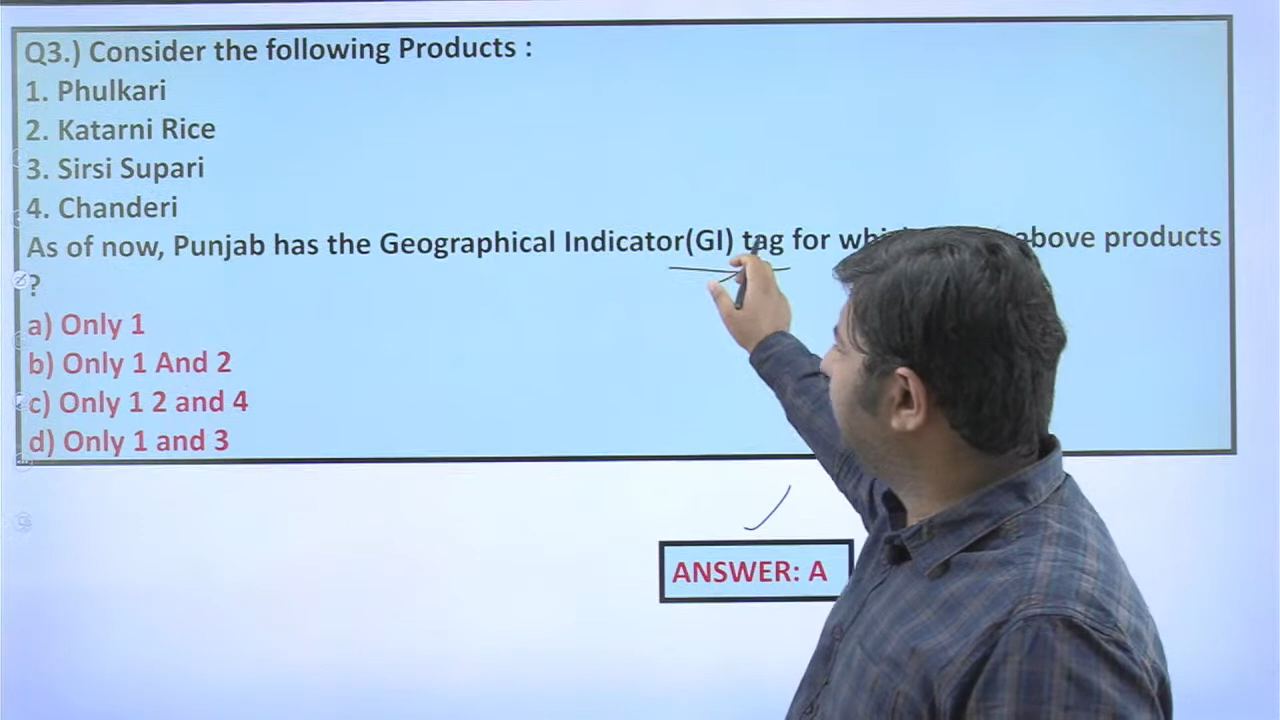 Q3.) Consider the following Products :
1. Phulkari
2. Katarni Rice
3. Sirsi Supari
4. Chanderi
As of now, Punjab has the Geographical Indicator(GI) tag for above products
?
a) Only 1
b) Only 1 And 2
c) Only 1 2 and 4
d) Only 1 and 3
ANSWER: A